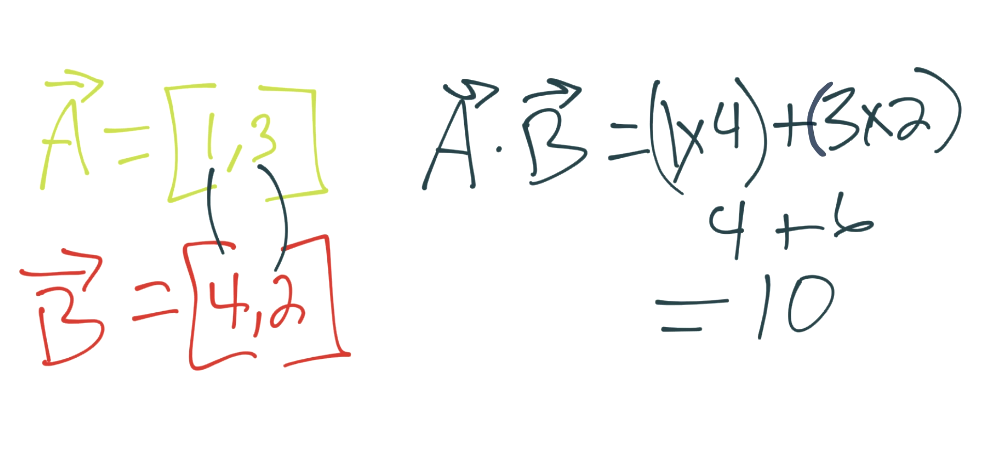 A⃗ = [1,3]
B⃗ = [4,2]
A⃗ · B⃗ = (1x4) + (3x2)
4 + 6
= 10